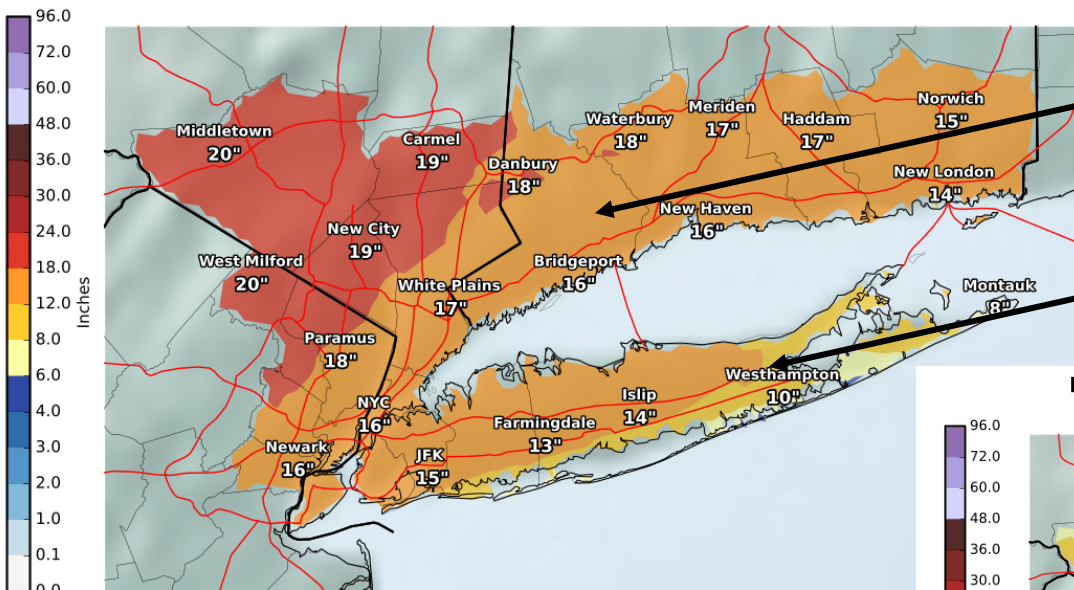 96.0
72.0
60.0
48.0
36.0
30.0
24.0
18.0
12.0
8.0
6.0
4.0
3.0
2.0
1.0
0.1
0.0
Inches
Middletown
20"
Carmel
19"
Danbury
18"
Waterbury
18"
Meriden
17"
Haddam
17"
Norwich
15"
New London
14"
New City
19"
New Haven
16"
West Milford
20"
White Plains
17"
Bridgeport
16"
Montauk
8"
Paramus
18"
NYC
16"
Westhampton
10"
Islip
14"
Farmingdale
13"
Newark
16"
JFK
15"
96.0
72.0
60.0
48.0
36.0
30.0